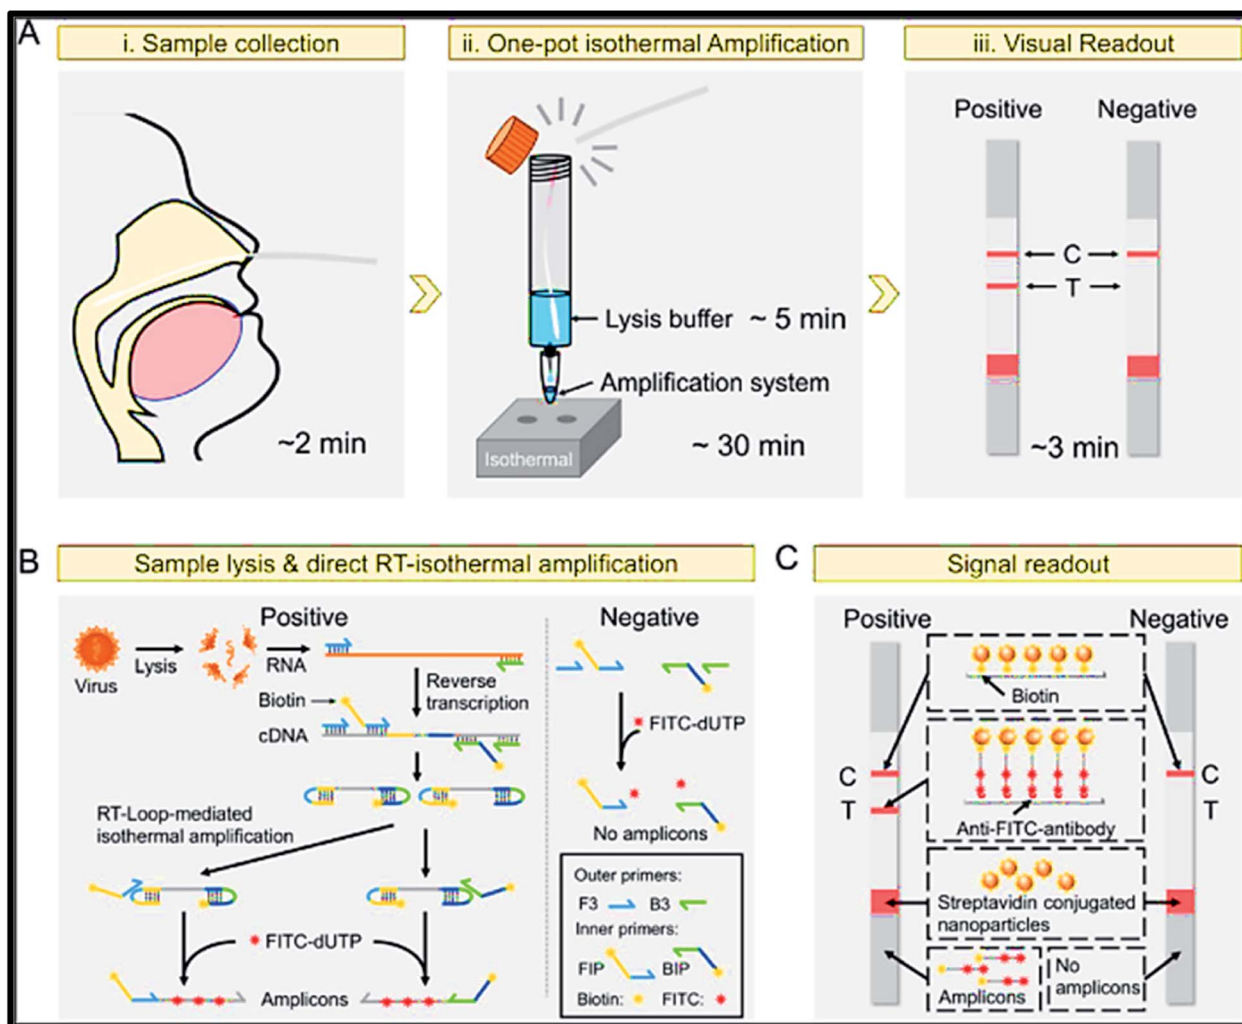 A
i. Sample collection
~2 min
ii. One-pot isothermal Amplification
Lysis buffer ~ 5 min
Amplification system
~ 30 min
Isothermal
iii. Visual Readout
Positive Negative
C
T
~3 min
B
Sample lysis & direct RT-isothermal amplification
Positive
Virus
Lysis
RNA
Reverse
transcription
Biotin
cDNA
RT-Loop-mediated
isothermal amplification
FITC-dUTP
Amplicons
Negative
FITC-dUTP
No amplicons
Outer primers:
F3 B3
Inner primers:
FIP BIP
Biotin: FITC:
C
Signal readout
Positive Negative
Biotin
C C
T T
Anti-FITC-antibody
Streptavidin conjugated
nanoparticles
Amplicons
No
amplicons